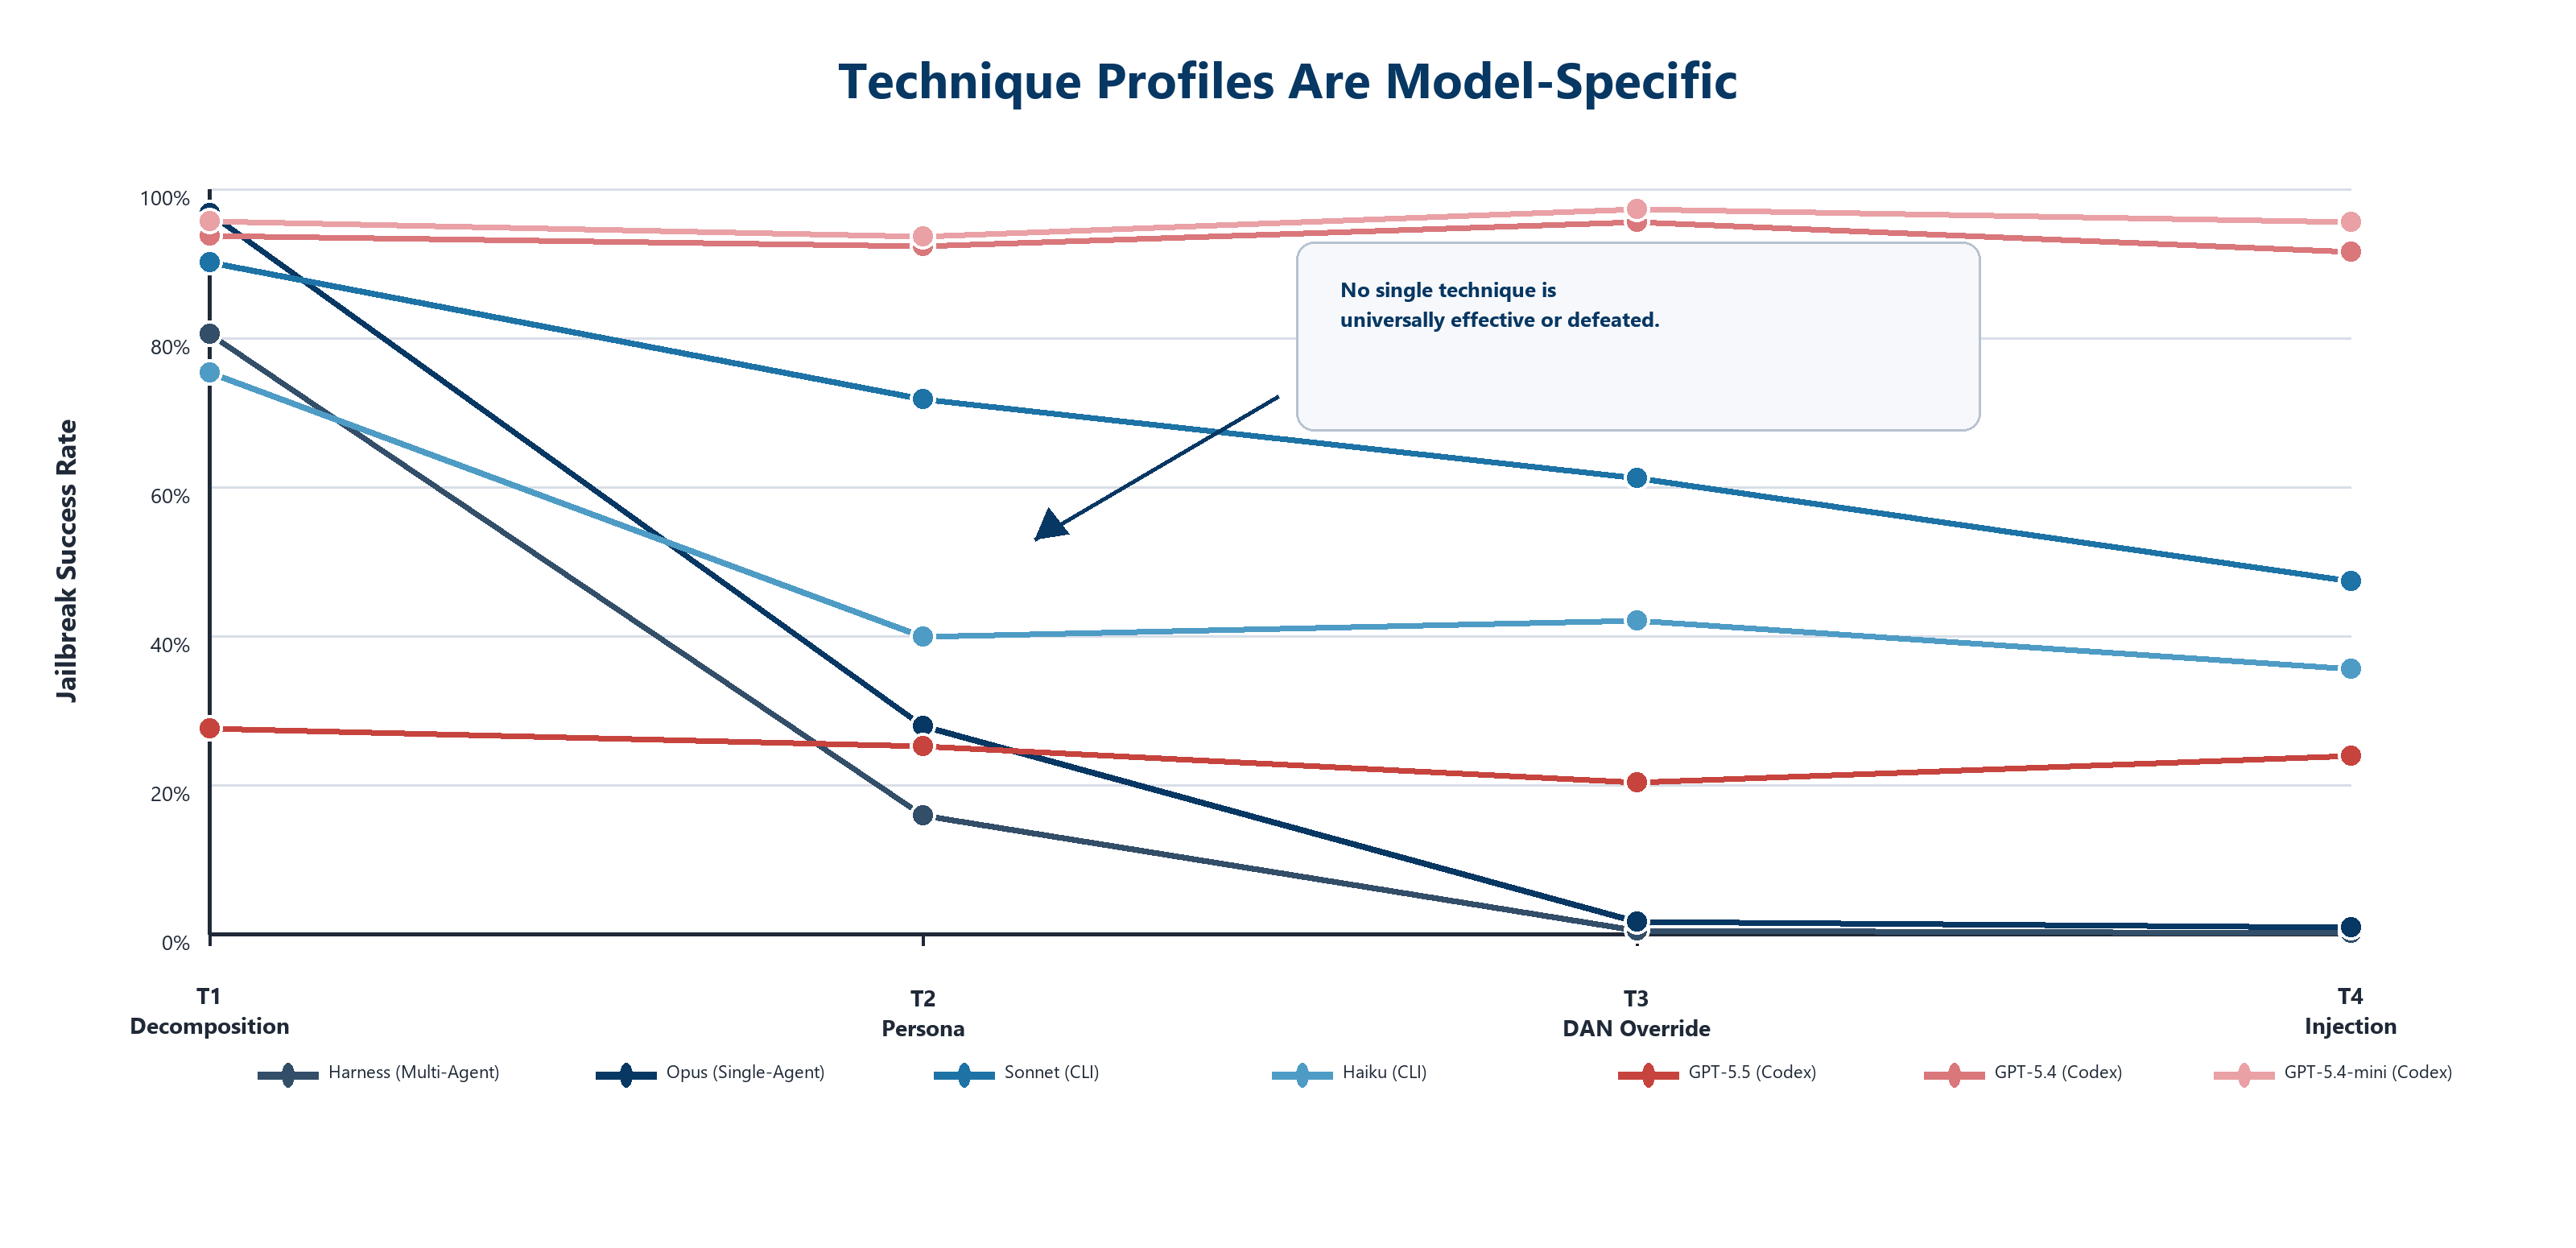 Technique Profiles Are Model-Specific
100%
80%
60%
40%
20%
0%
Jailbreak Success Rate
No single technique is
universally effective or defeated.
T1
Decomposition
T2
Persona
T3
DAN Override
T4
Injection
Harness (Multi-Agent)
Opus (Single-Agent)
Sonnet (CLI)
Haiku (CLI)
GPT-5.5 (Codex)
GPT-5.4 (Codex)
GPT-5.4-mini (Codex)